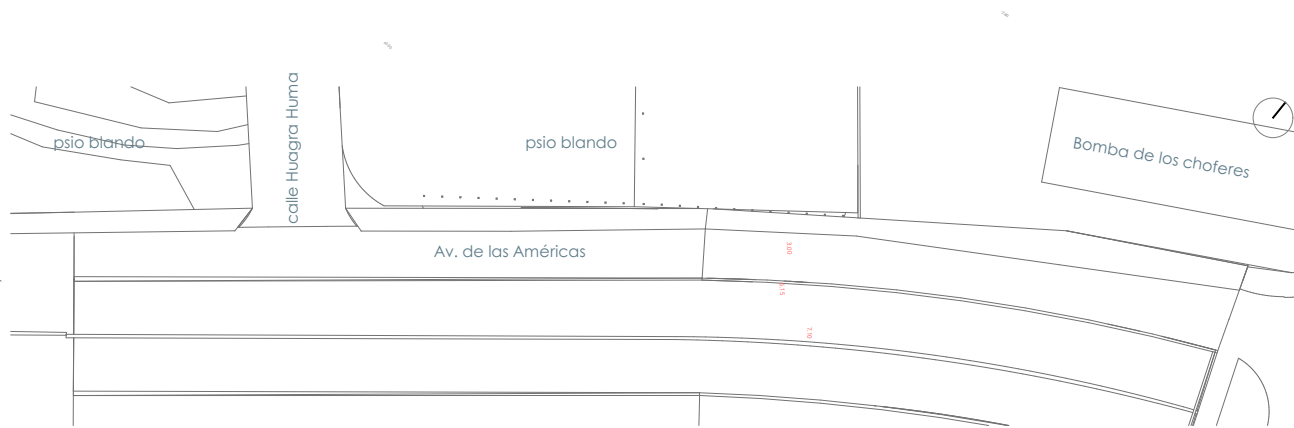 calle Huagra Huma
psio blando
psio blando
Bomba de los choferes
Av. de las Américas
3.00
7.10